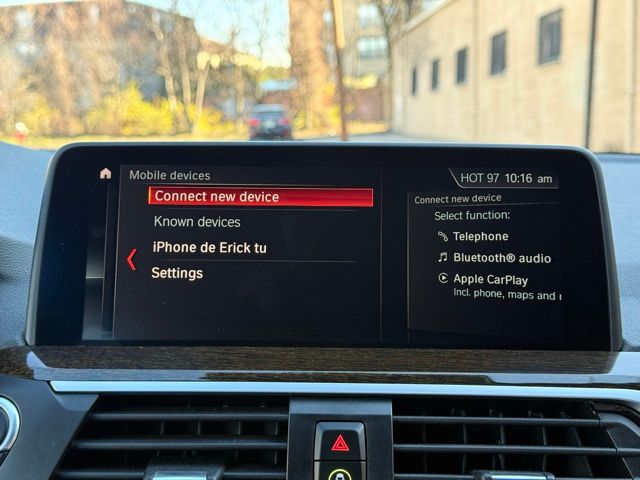 Mobile devices
HOT 97 10:16 am
Connect new device
Known devices
iPhone de Erick tu
Settings
Connect new device
Select function:
Telephone
Bluetooth® audio
Apple CarPlay
Incl. phone, maps and